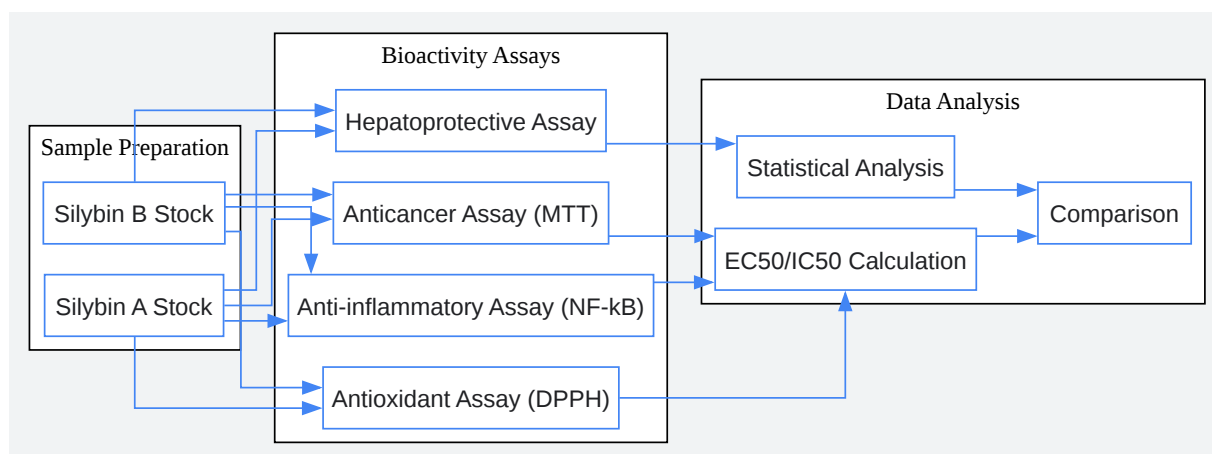 Sample Preparation
Silybin B Stock
Silybin A Stock
Bioactivity Assays
Hepatoprotective Assay
Anticancer Assay (MTT)
Anti-inflammatory Assay (NF-kB)
Antioxidant Assay (DPPH)
Data Analysis
Statistical Analysis
EC50/IC50 Calculation
Comparison